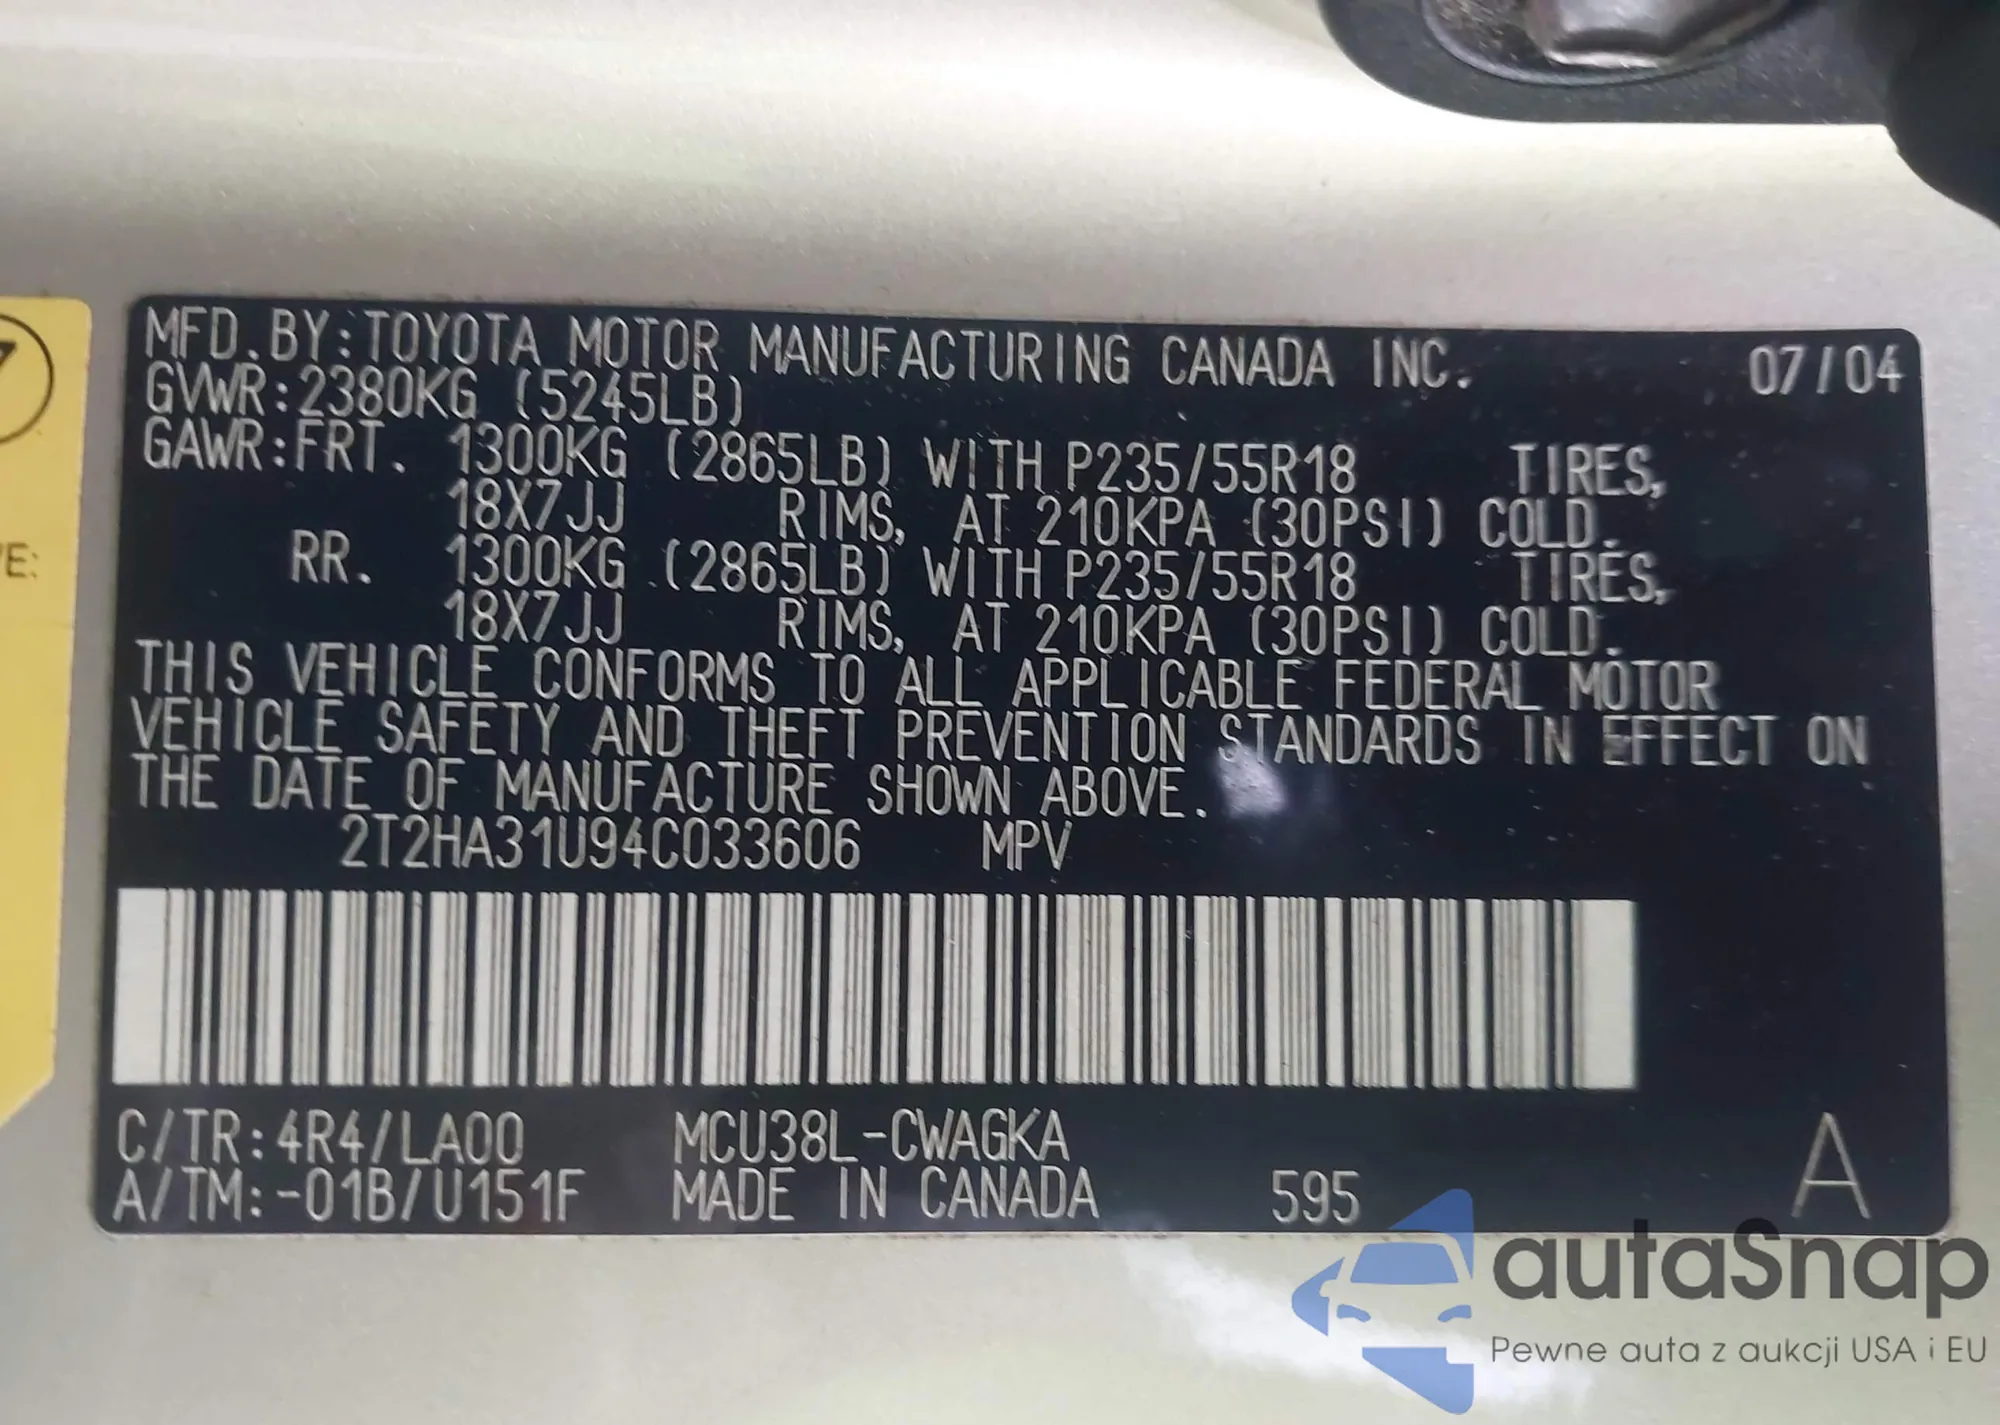 MFD. BY: TOYOTA MOTOR MANUFACTURING CANADA INC. 07/04
GVWR: 2380KG (5245LB)
GAWR: FRT. 1300KG (2865LB) WITH P235/55R18 TIRES,
18X7JJ RIMS, AT 210KPA (30PSI) COLD.
RR. 1300KG (2865LB) WITH P235/55R18 TIRES,
18X7JJ RIMS, AT 210KPA (30PSI) COLD.
THIS VEHICLE CONFORMS TO ALL APPLICABLE FEDERAL MOTOR
VEHICLE SAFETY AND THEFT PREVENTION STANDARDS IN EFFECT ON
THE DATE OF MANUFACTURE SHOWN ABOVE.
2T2HA31U94C033606 MPV
C/TR: 4R4/LA00 MCU38L-CWAGKA
A/TM: -01B/U151F MADE IN CANADA 595 A
autaSnap
Pewne auta z aukcji USA i EU